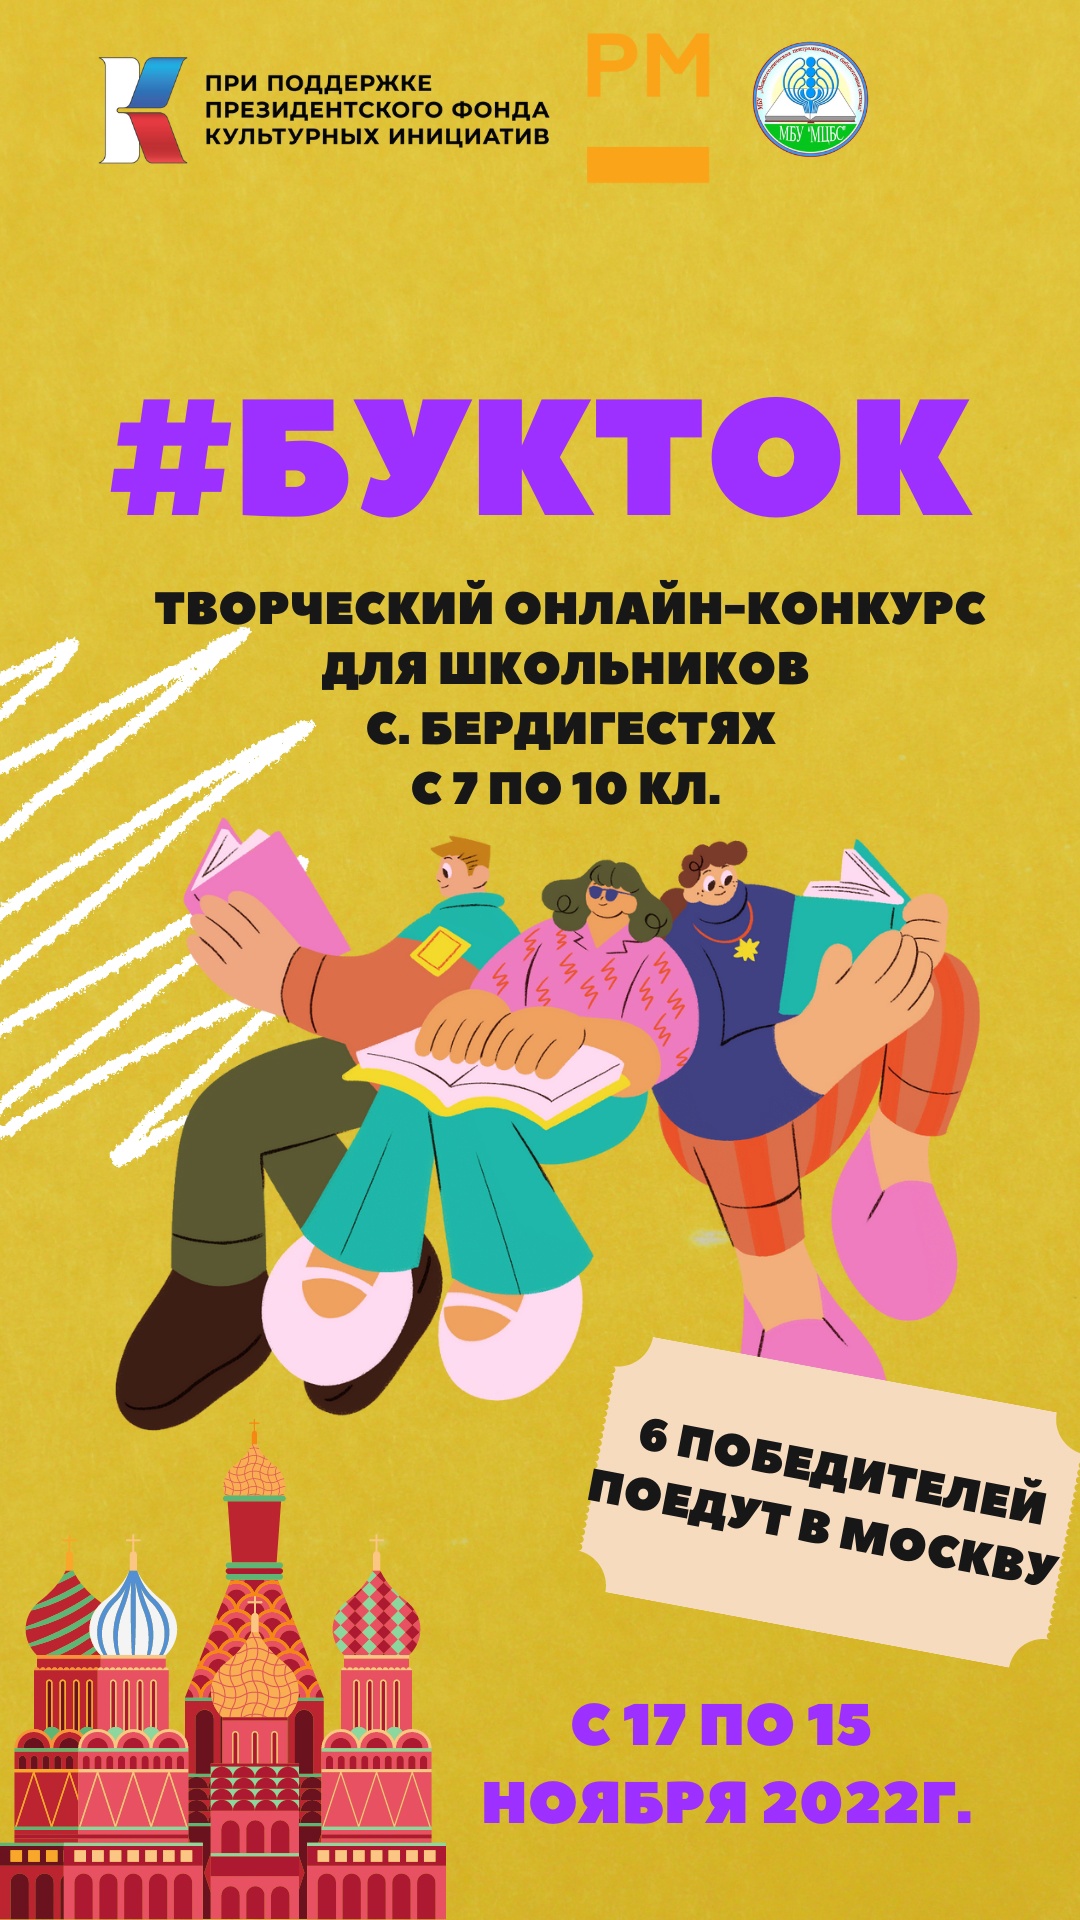 ПРИ ПОДДЕРЖКЕ
ПРЕЗИДЕНТСКОГО ФОНДА
КУЛЬТУРНЫХ ИНИЦИАТИВ
РМ
МБУ "МЦБС"
#БУКТОК
ТВОРЧЕСКИЙ ОНЛАЙН-КОНКУРС
ДЛЯ ШКОЛЬНИКОВ
С. БЕРДИГЕСТЯХ
С 7 ПО 10 КЛ.
6 ПОБЕДИТЕЛЕЙ
ПОЕДУТ В МОСКВУ
С 17 ПО 15
НОЯБРЯ 2022Г.